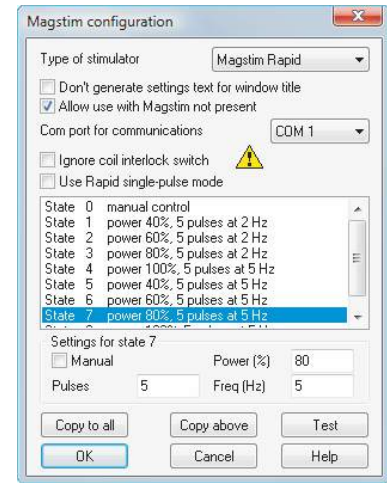 Magstim configuration
Type of stimulator Magstim Rapid
Don't generate settings text for window title
Allow use with Magstim not present
Com port for communications COM 1
Ignore coil interlock switch
Use Rapid single-pulse mode
State 0 manual control
State 1 power 40%, 5 pulses at 2 Hz
State 2 power 60%, 5 pulses at 2 Hz
State 3 power 80%, 5 pulses at 2 Hz
State 4 power 100%, 5 pulses at 5 Hz
State 5 power 40%, 5 pulses at 5 Hz
State 6 power 60%, 5 pulses at 5 Hz
State 7 power 80%, 5 pulses at 5 Hz
Settings for state 7
Manual Power (%) 80
Pulses 5 Freq (Hz) 5
Copy to all Copy above Test
OK Cancel Help